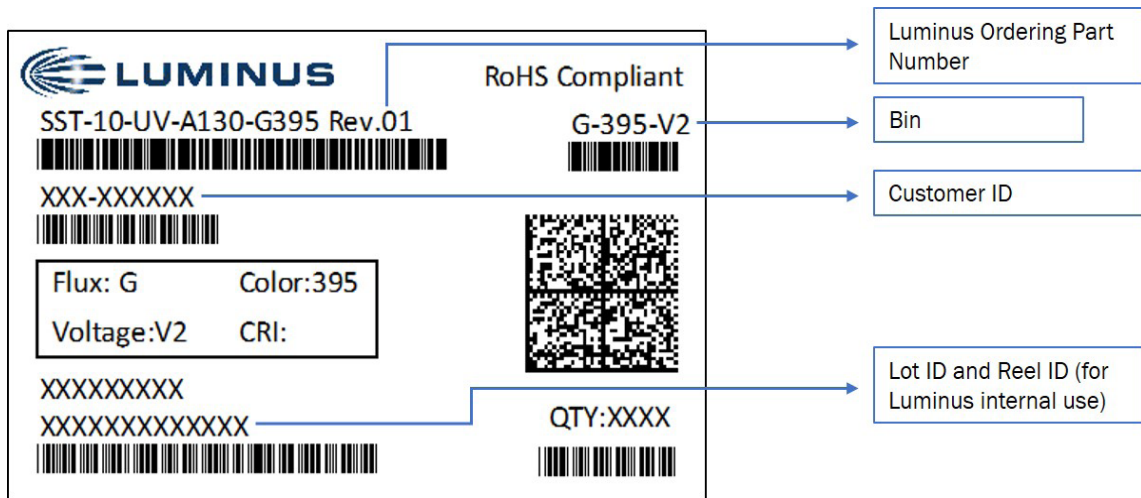 LUMINUS
RoHS Compliant
SST-10-UV-A130-G395 Rev.01
G-395-V2
XXX-XXXXXX
Flux: G Color:395
Voltage:V2 CRI:
XXXXXXXXX
XXXXXXXXXXXXX
QTY:XXXX
Luminus Ordering Part
Number
Bin
Customer ID
Lot ID and Reel ID (for
Luminus internal use)